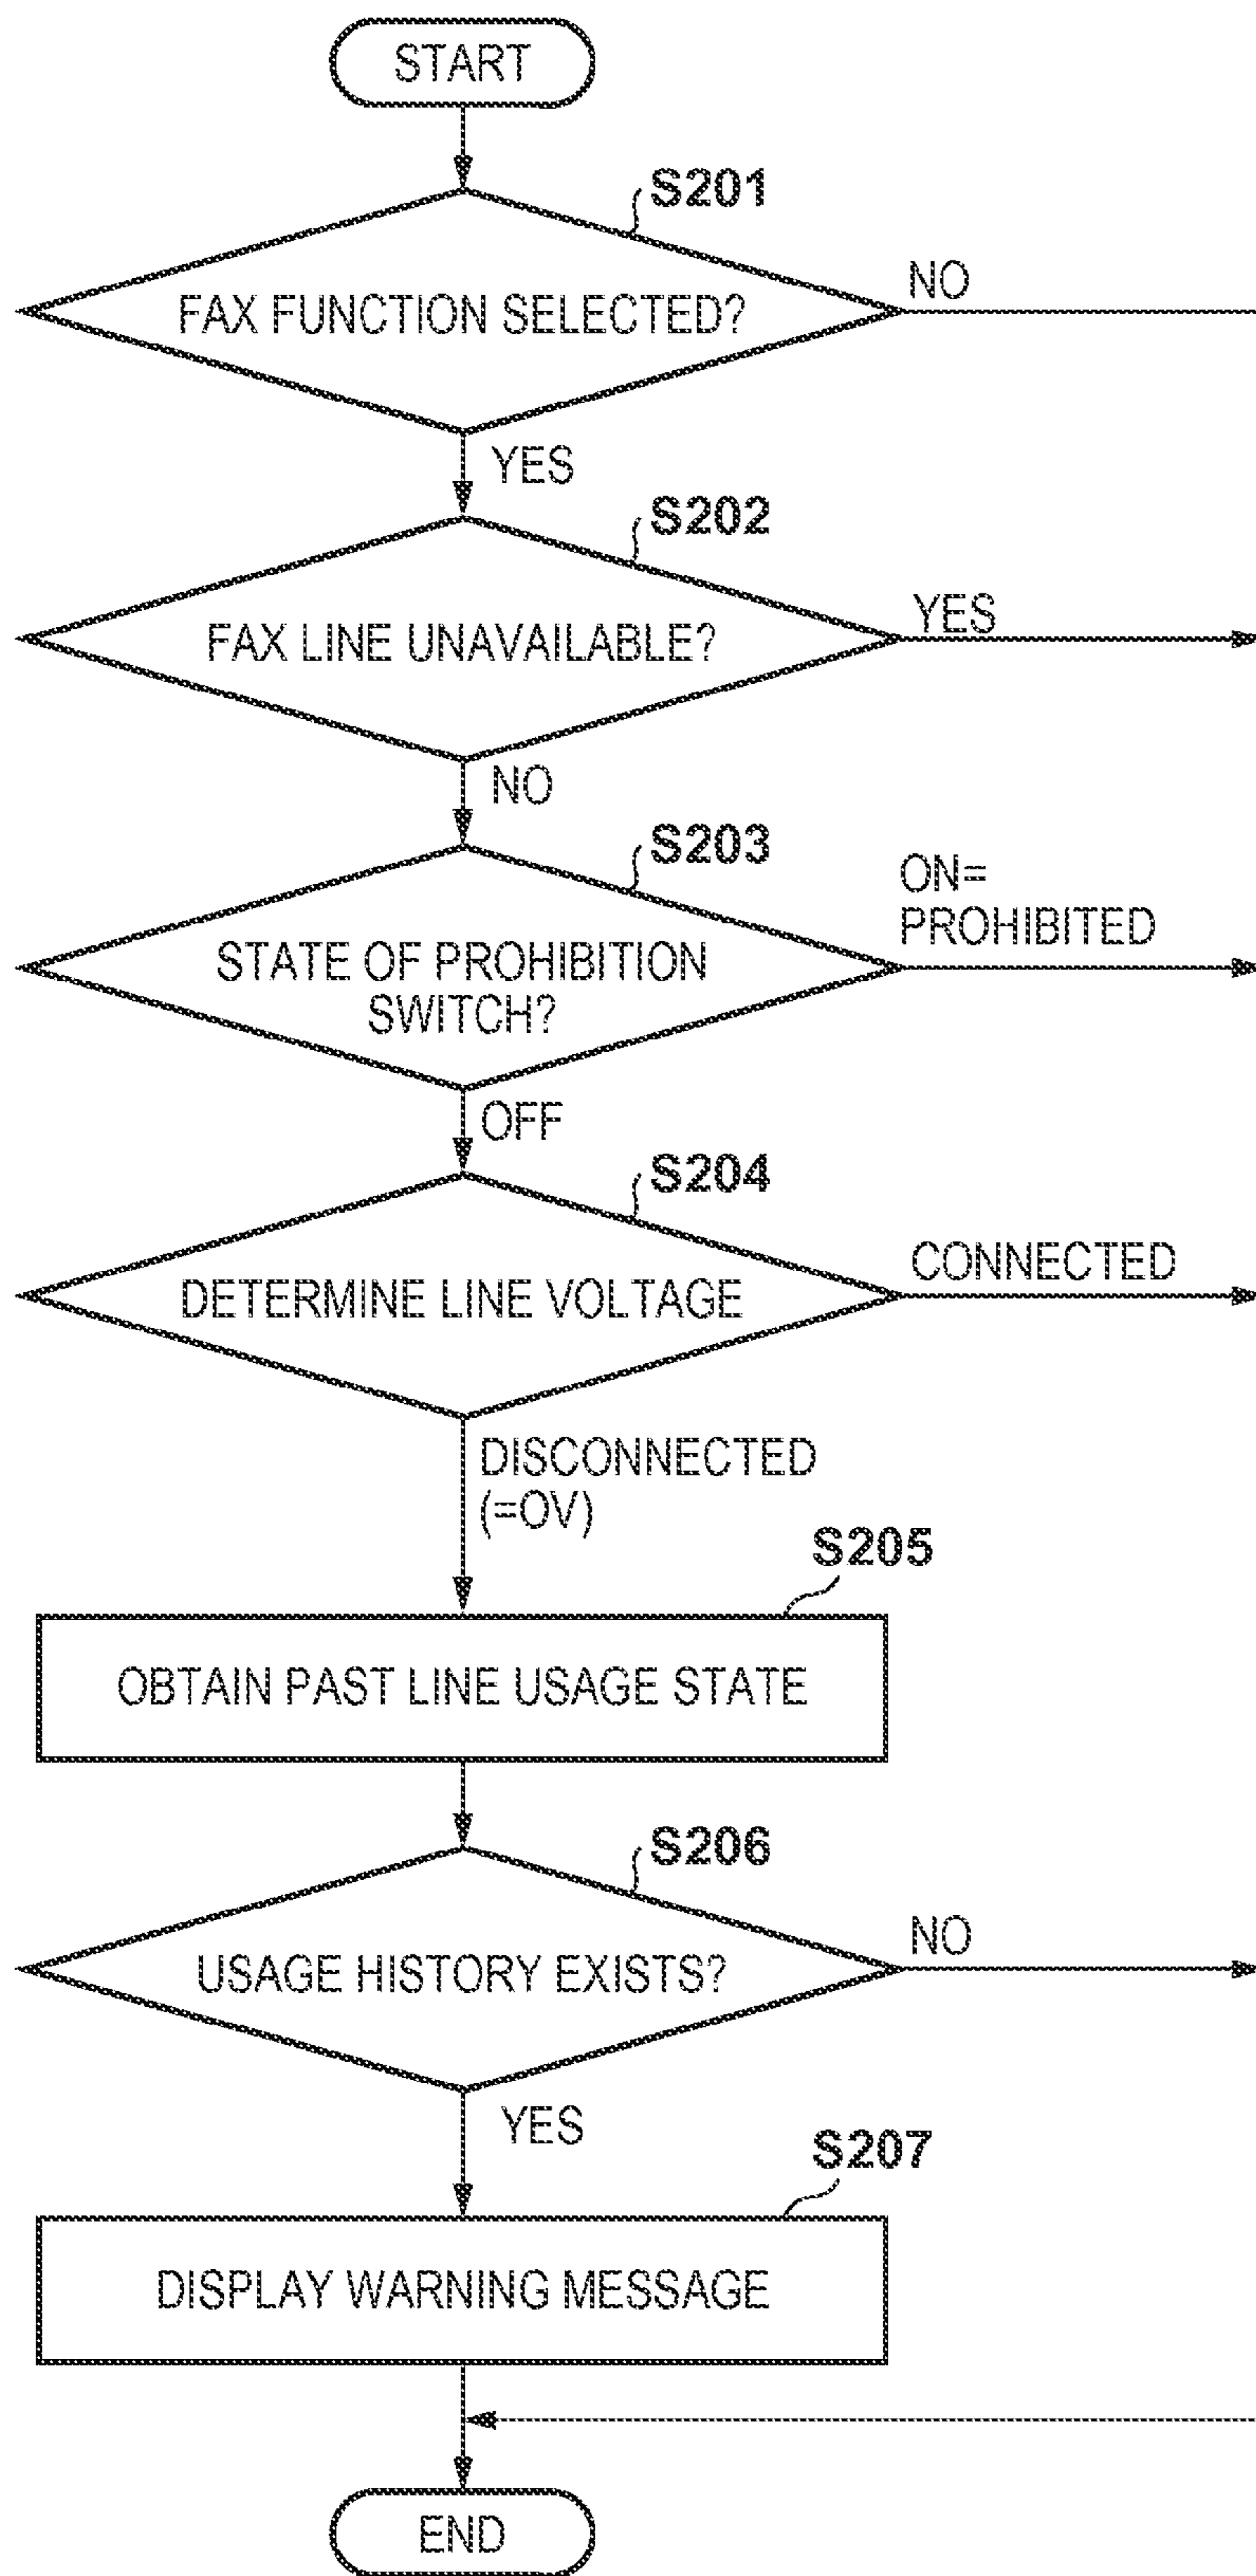 START
S201
FAX FUNCTION SELECTED?
NO
YES
S202
FAX LINE UNAVAILABLE?
YES
NO
S203
STATE OF PROHIBITION
SWITCH?
ON=
PROHIBITED
OFF
S204
DETERMINE LINE VOLTAGE
CONNECTED
DISCONNECTED
(=0V)
S205
OBTAIN PAST LINE USAGE STATE
S206
USAGE HISTORY EXISTS?
NO
YES
S207
DISPLAY WARNING MESSAGE
END